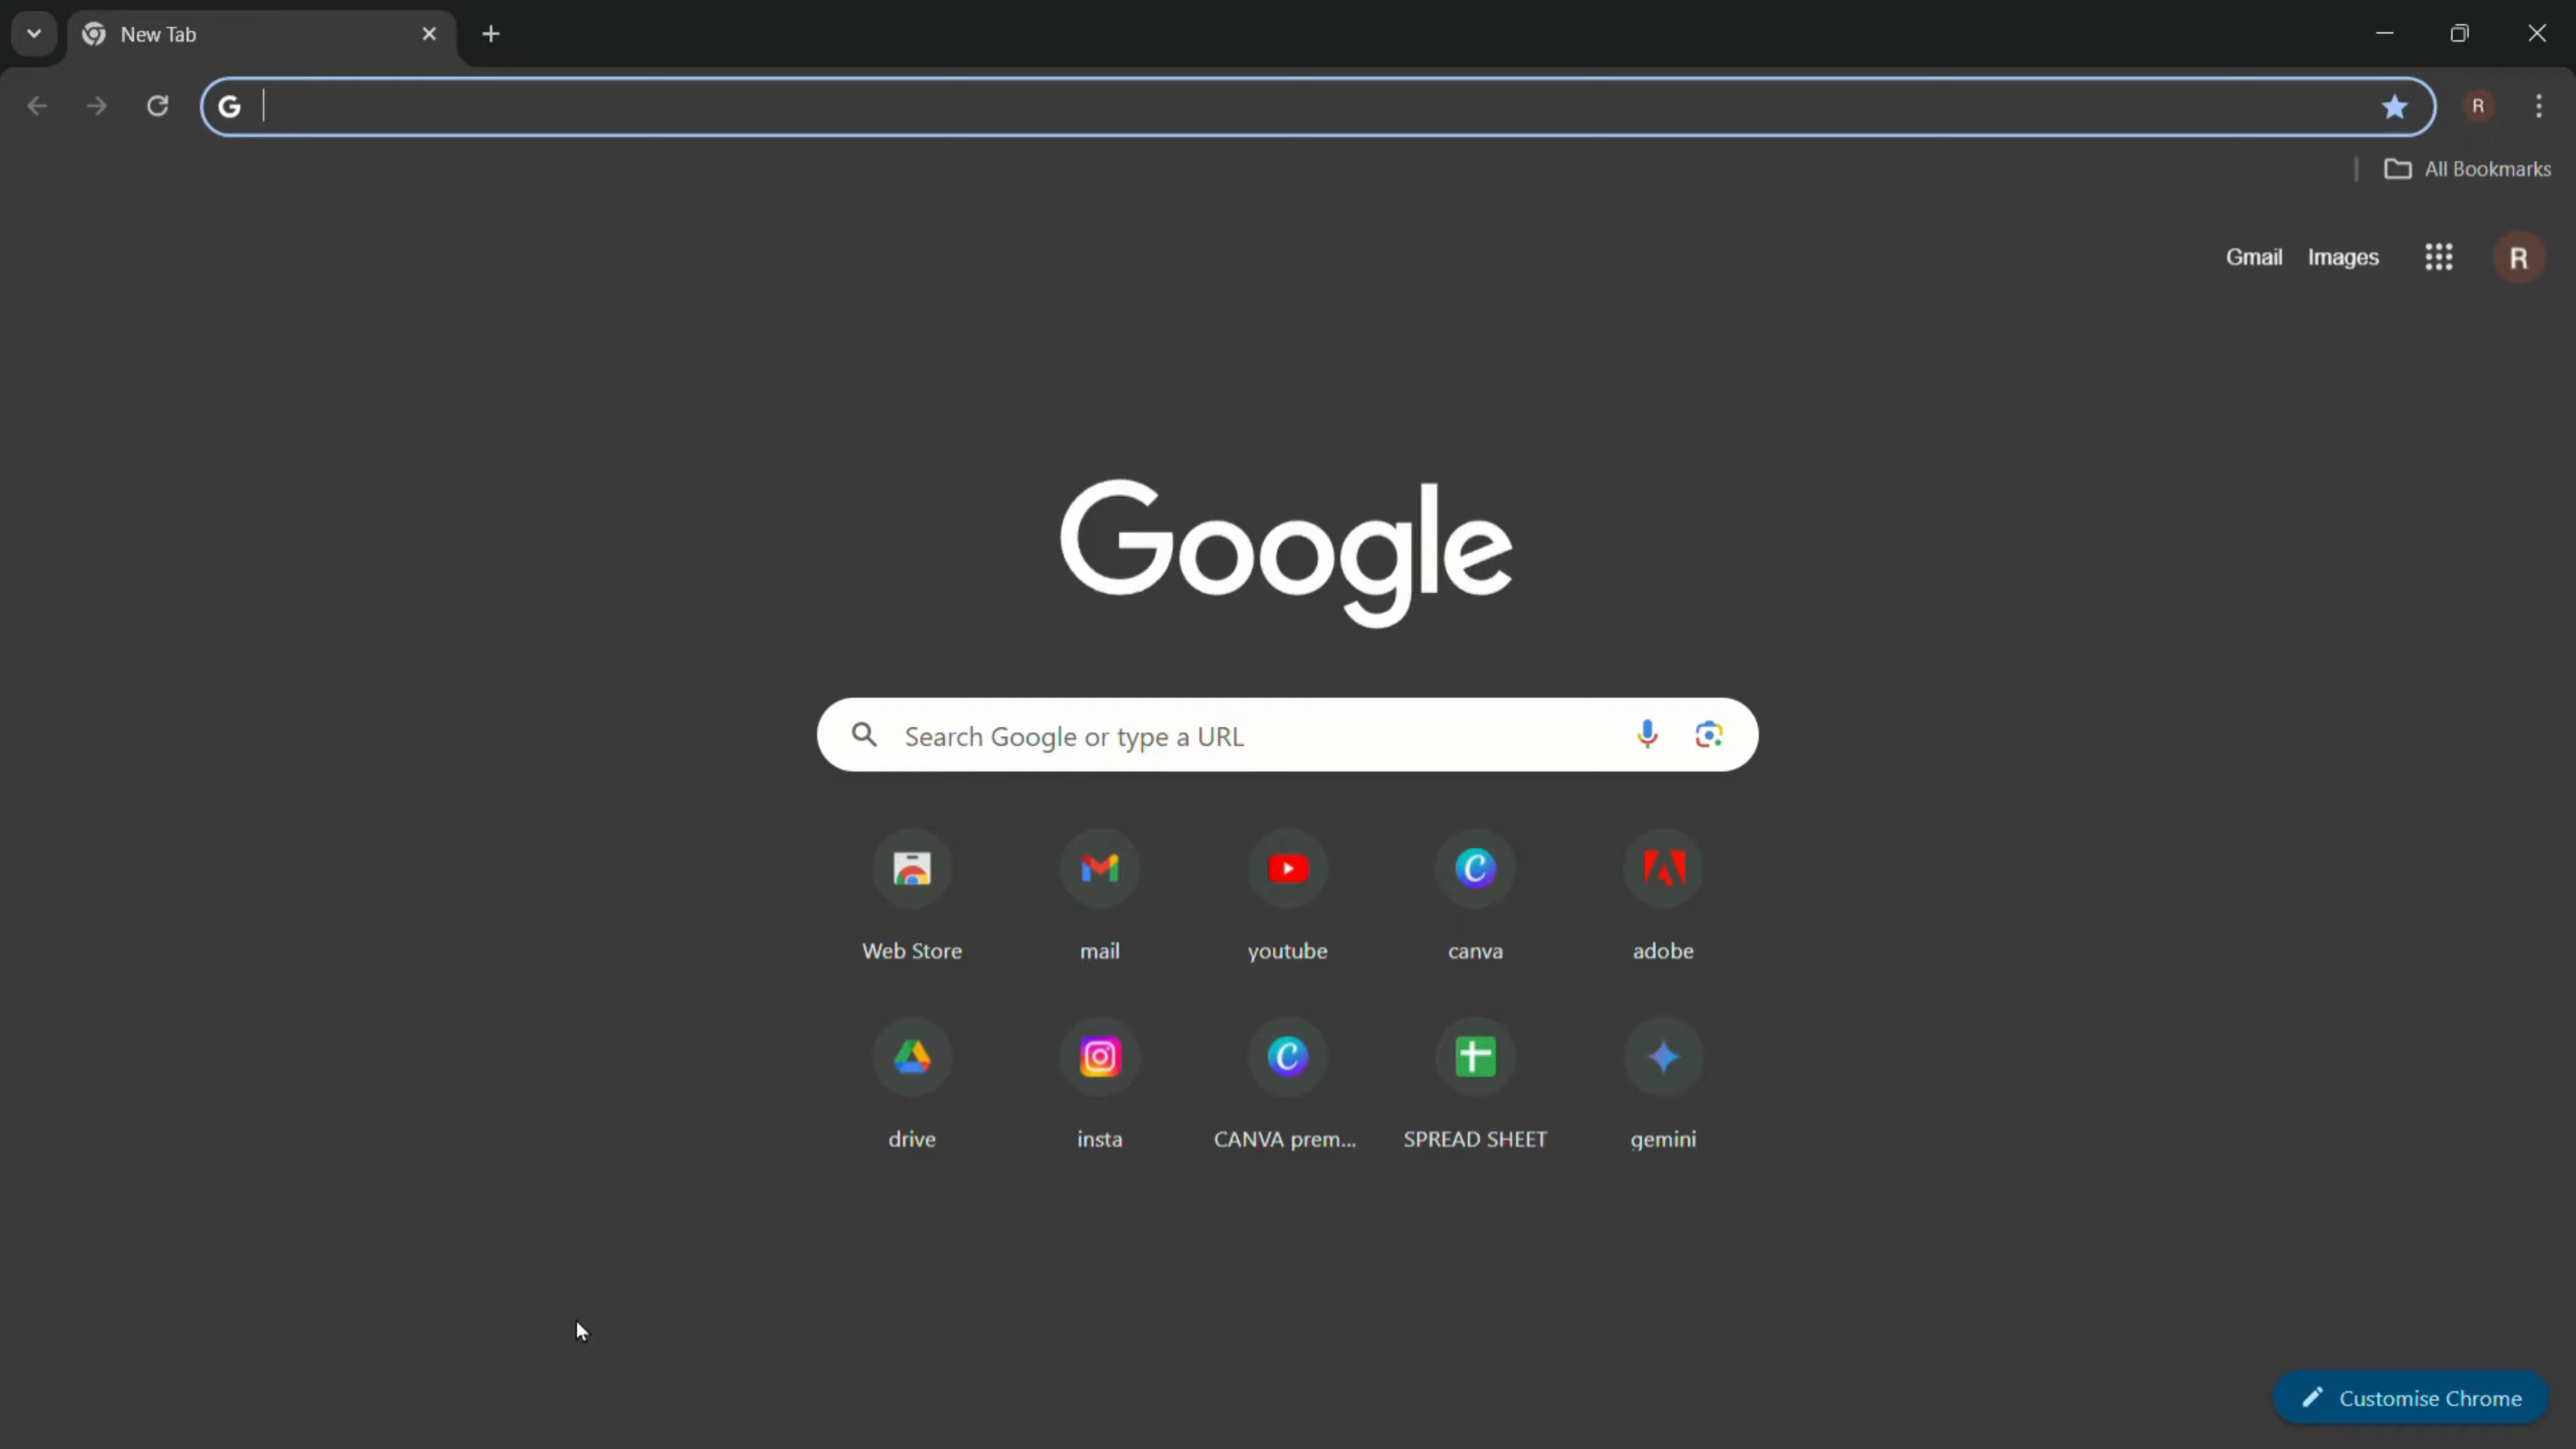 New Tab
G
R
All Bookmarks
Gmail Images R
Google
Search Google or type a URL
Web Store mail youtube canva adobe
drive insta CANVA prem... SPREAD SHEET gemini
Customise Chrome